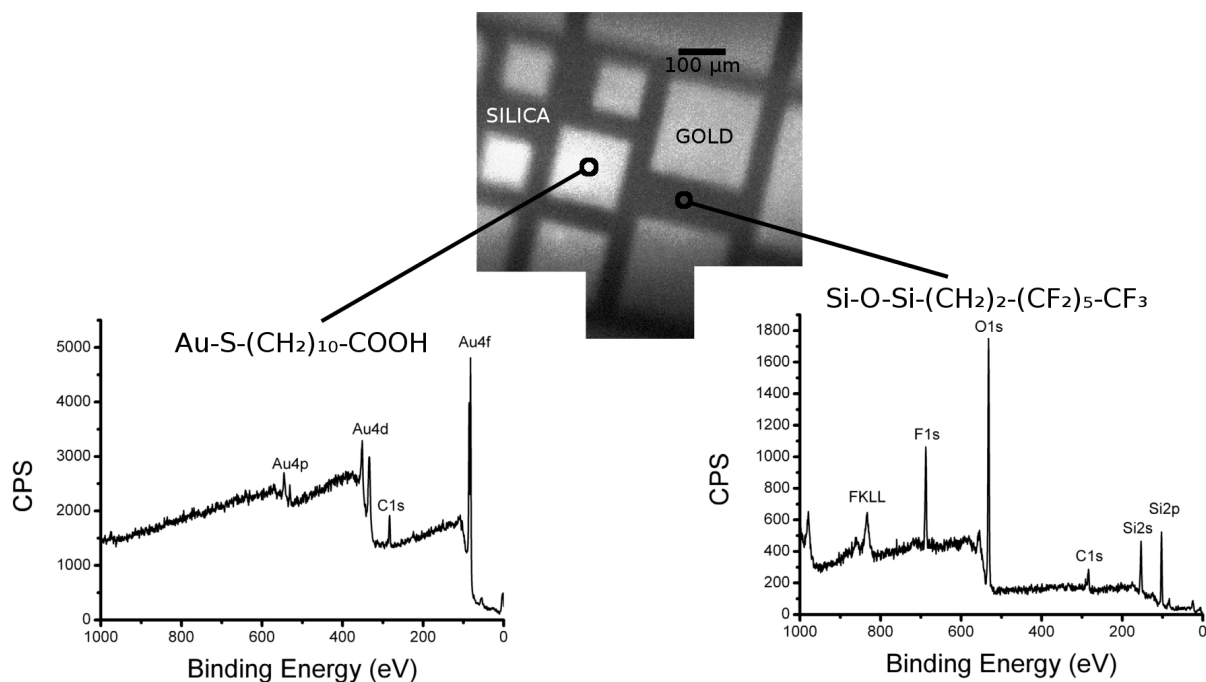 100 μm
SILICA
GOLD
Au-S-(CH₂)₁₀-COOH
Si-O-Si-(CH₂)₂-(CF₂)₅-CF₃
5000
4000
3000
2000
1000
0
CPS
Au4p
Au4d
C1s
Au4f
1000 800 600 400 200 0
Binding Energy (eV)
1800
1600
1400
1200
1000
800
600
400
200
0
CPS
FKLL
F1s
O1s
C1s
Si2s
Si2p
1000 800 600 400 200 0
Binding Energy (eV)